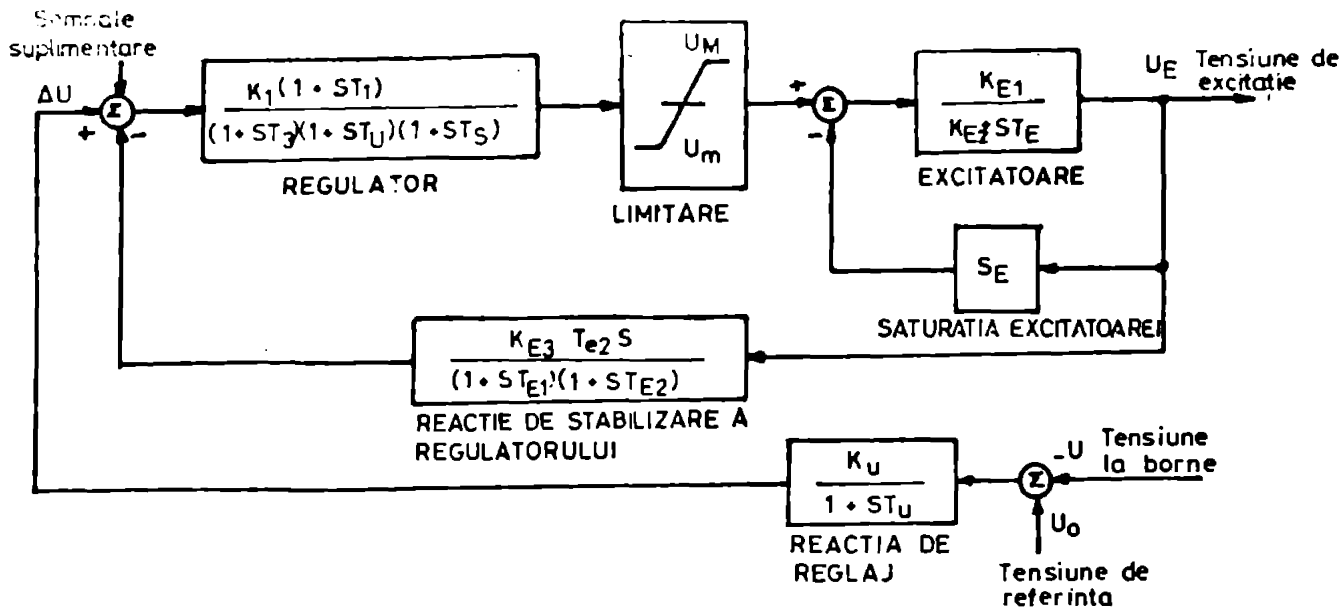 Semnale
suplimentare
ΔU
+
-
Σ
K1(1+ST1)
(1+ST3)(1+STU)(1+STS)
REGULATOR
UM
Um
LIMITARE
+
-
Σ
KE1
KE2+STE
EXCITATOARE
UE
Tensiune de
excitatie
SE
SATURATIA EXCITATOAREI
KE3 Te2 S
(1+STE1)(1+STE2)
REACTIE DE STABILIZARE A
REGULATORULUI
KU
1+STU
REACTIA DE
REGLAJ
Σ
-U
Tensiune
la borne
U0
Tensiune de
referinta